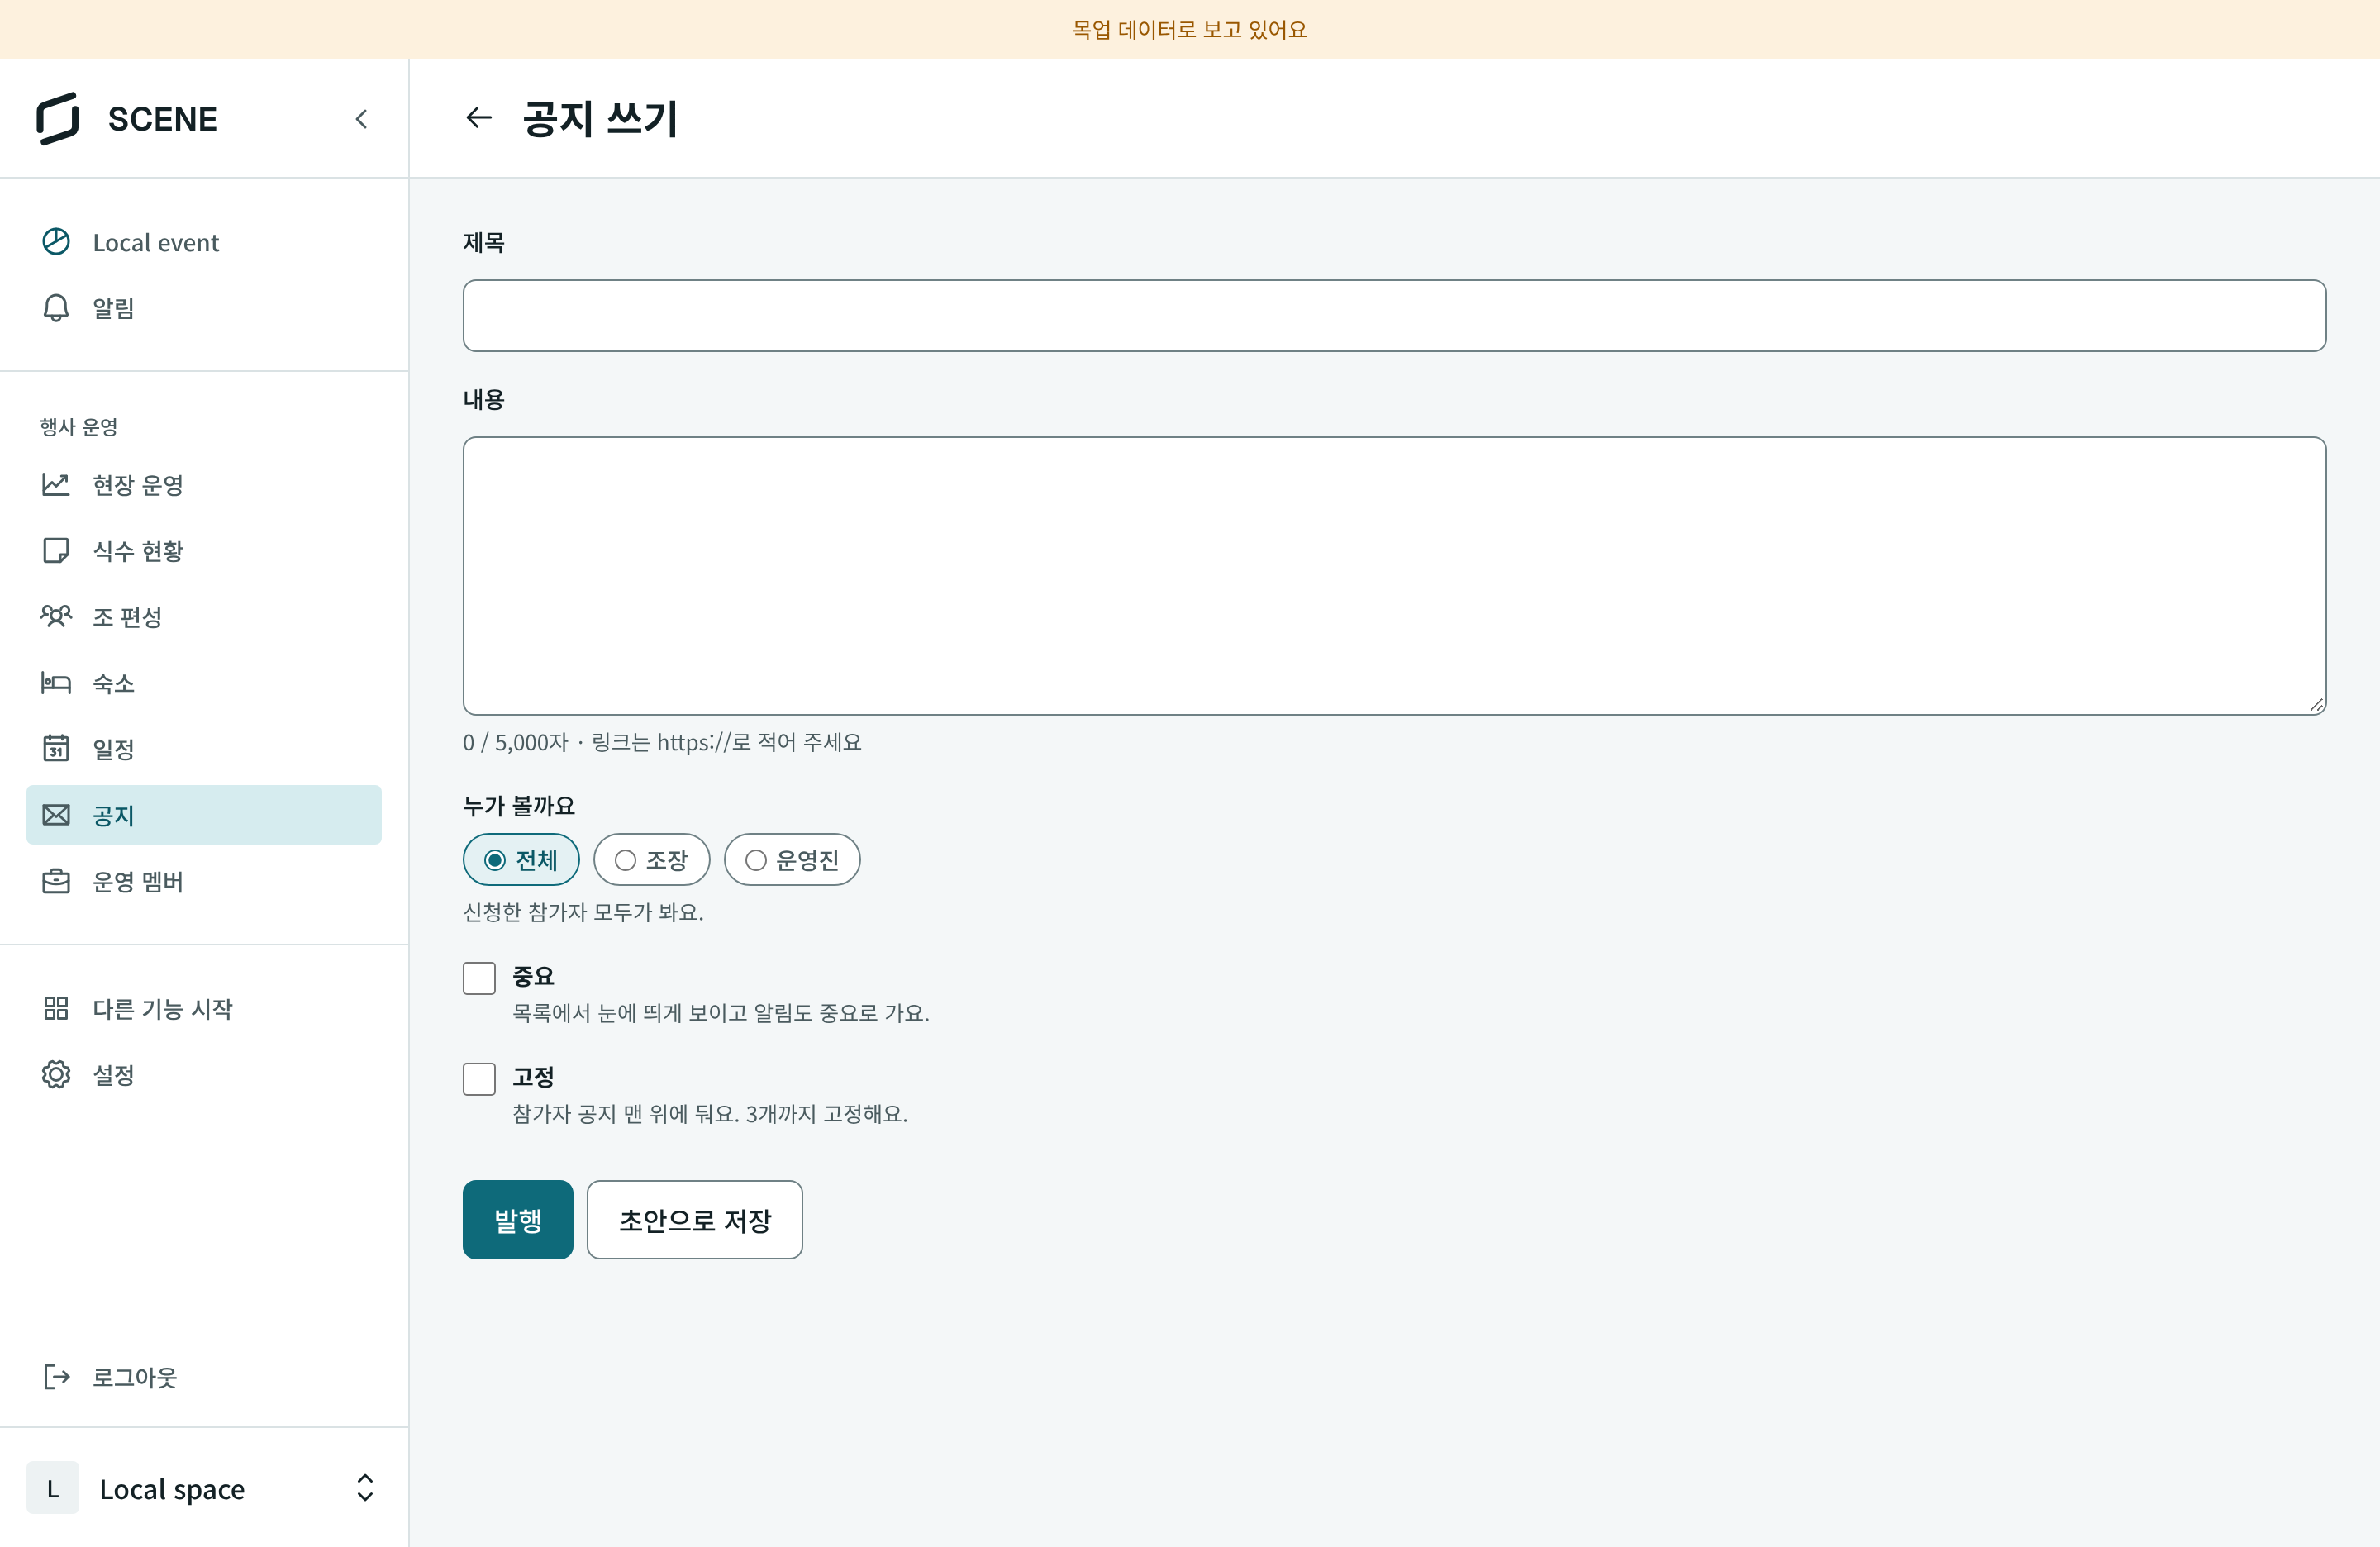 목업 데이터로 보고 있어요
SCENE
공지 쓰기
Local event
알림
행사 운영
현장 운영
식수 현황
조 편성
숙소
31
일정
공지
운영 멤버
다른 기능 시작
설정
로그아웃
L
Local space
제목
내용
0 / 5,000자 · 링크는 https://로 적어 주세요
누가 볼까요
전체 조장 운영진
신청한 참가자 모두가 봐요.
중요
목록에서 눈에 띄게 보이고 알림도 중요로 가요.
고정
참가자 공지 맨 위에 둬요. 3개까지 고정해요.
발행 초안으로 저장